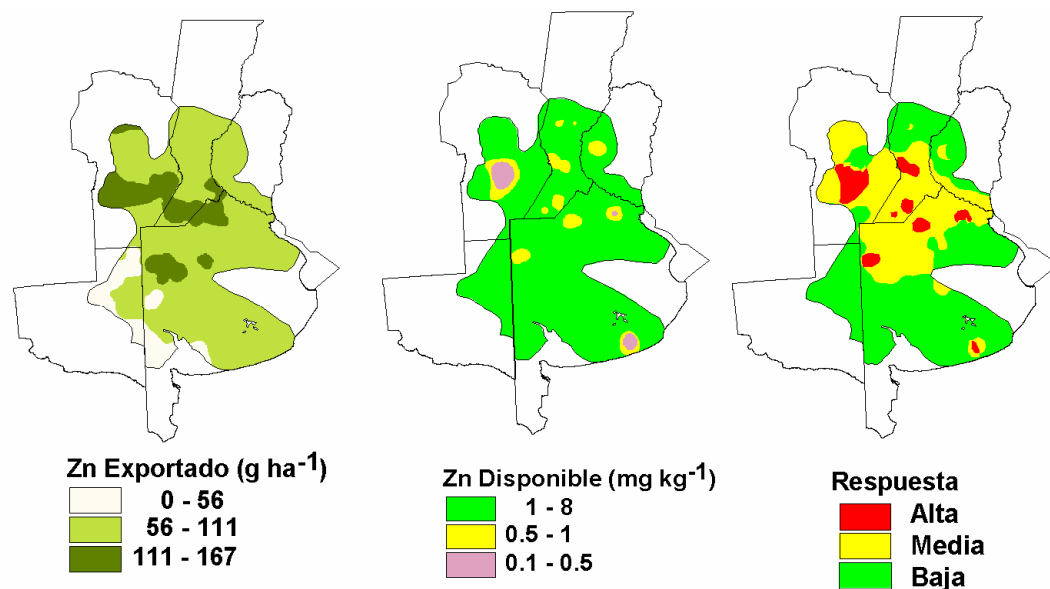 Zn Exportado (g ha⁻¹)
0 - 56
56 - 111
111 - 167
Zn Disponible (mg kg⁻¹)
1 - 8
0.5 - 1
0.1 - 0.5
Respuesta
Alta
Media
Baja